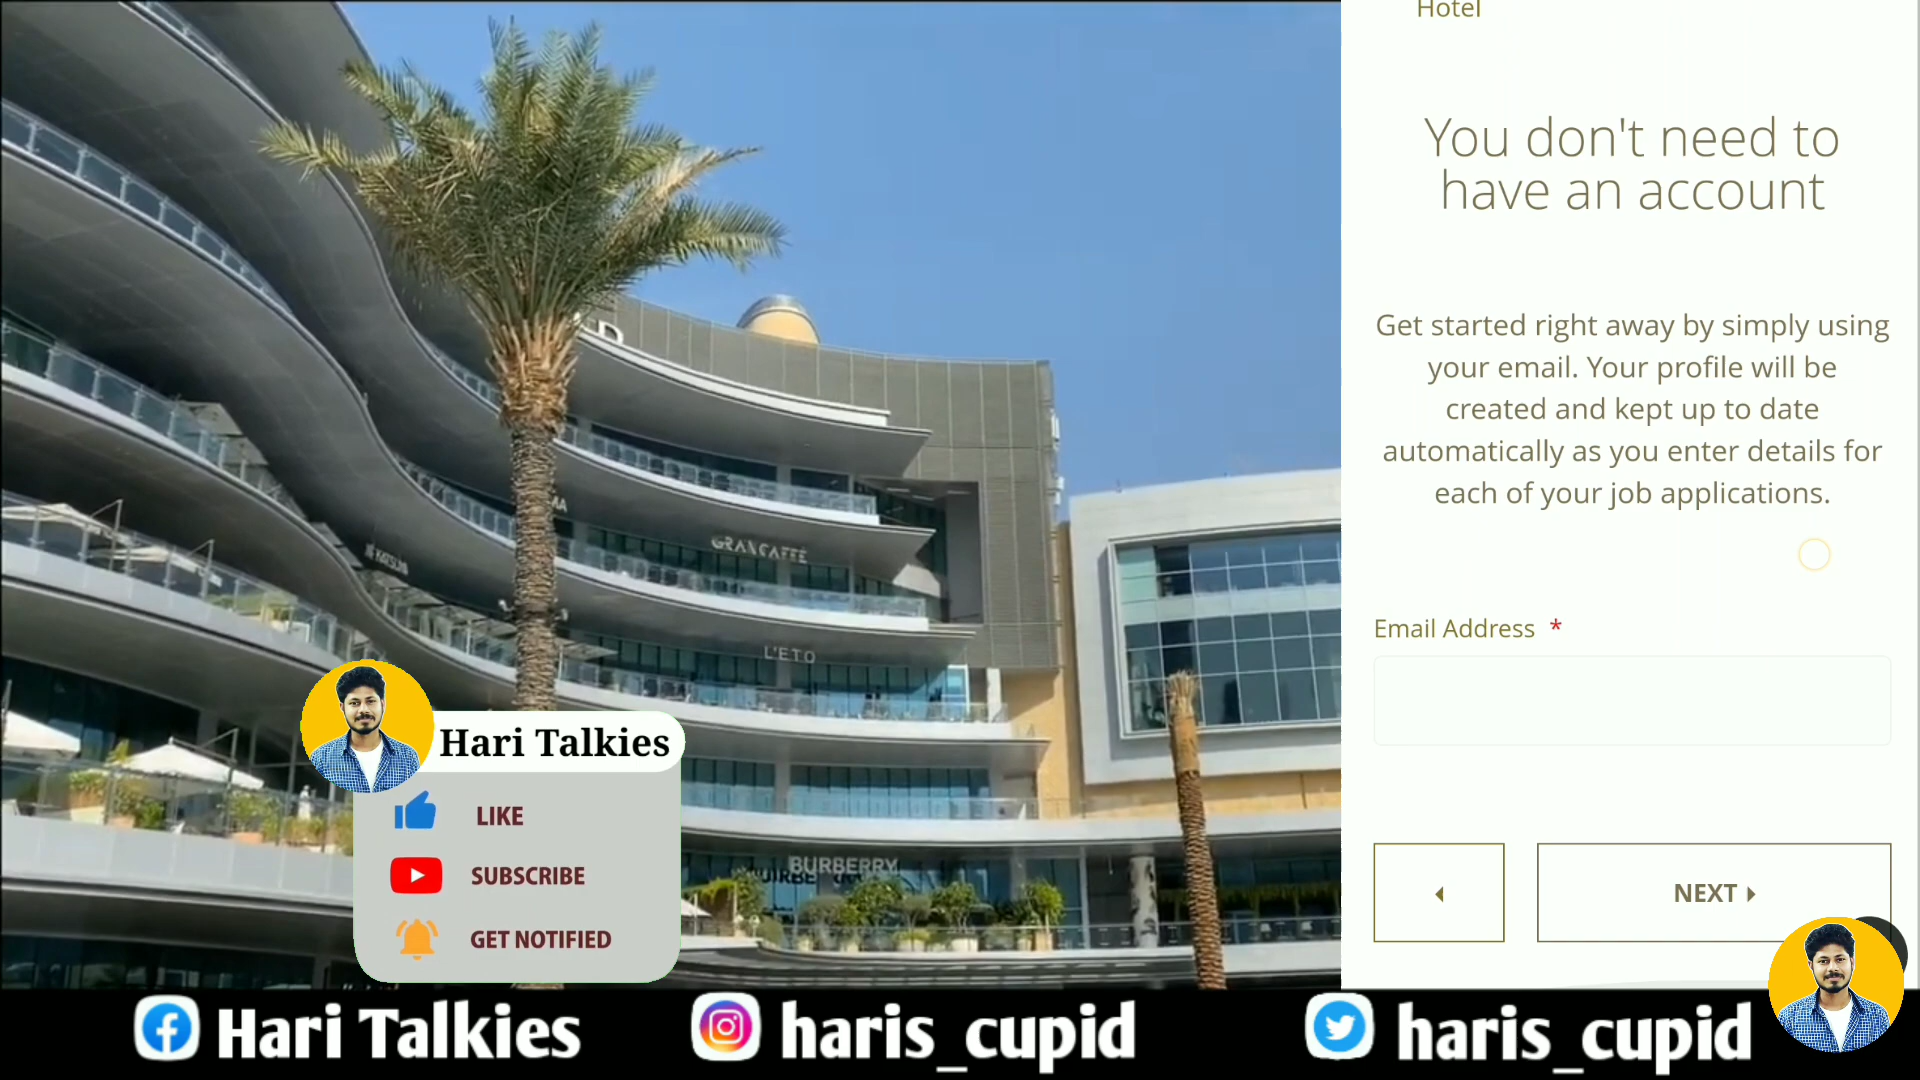 Hotel
You don't need to
have an account
Get started right away by simply using
your email. Your profile will be
created and kept up to date
automatically as you enter details for
each of your job applications.
Email Address *
NEXT
D
GRANCAFFÈ
L'ETO
BURBERRY
Hari Talkies
LIKE
SUBSCRIBE
GET NOTIFIED
Hari Talkies
haris_cupid
haris_cupid